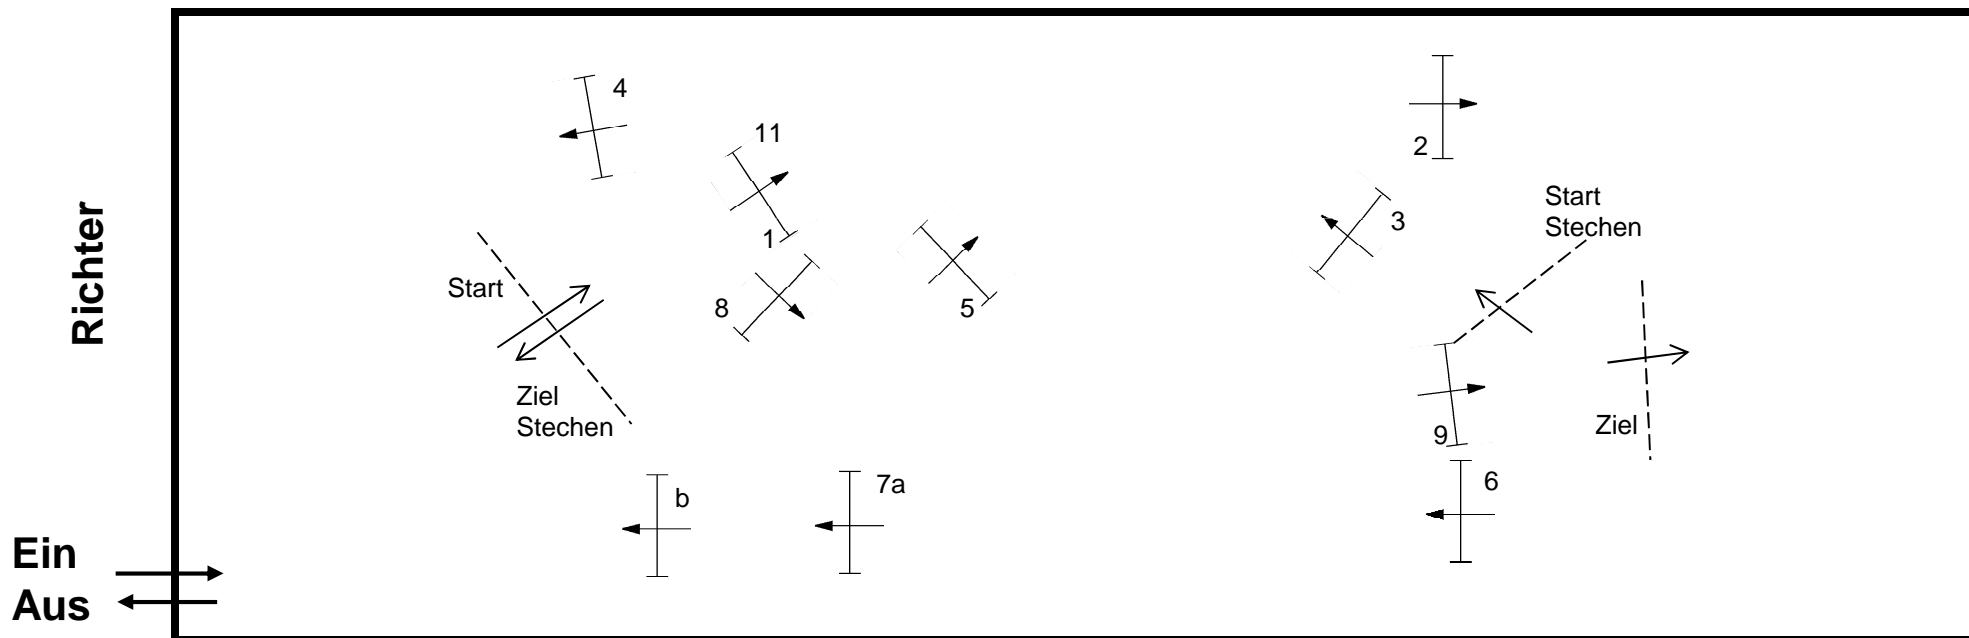 4
11
2
1
3
Start
Stechen
Richter
Start
8
5
Ziel
Stechen
Ziel
9
b
7a
6
Ein
Aus